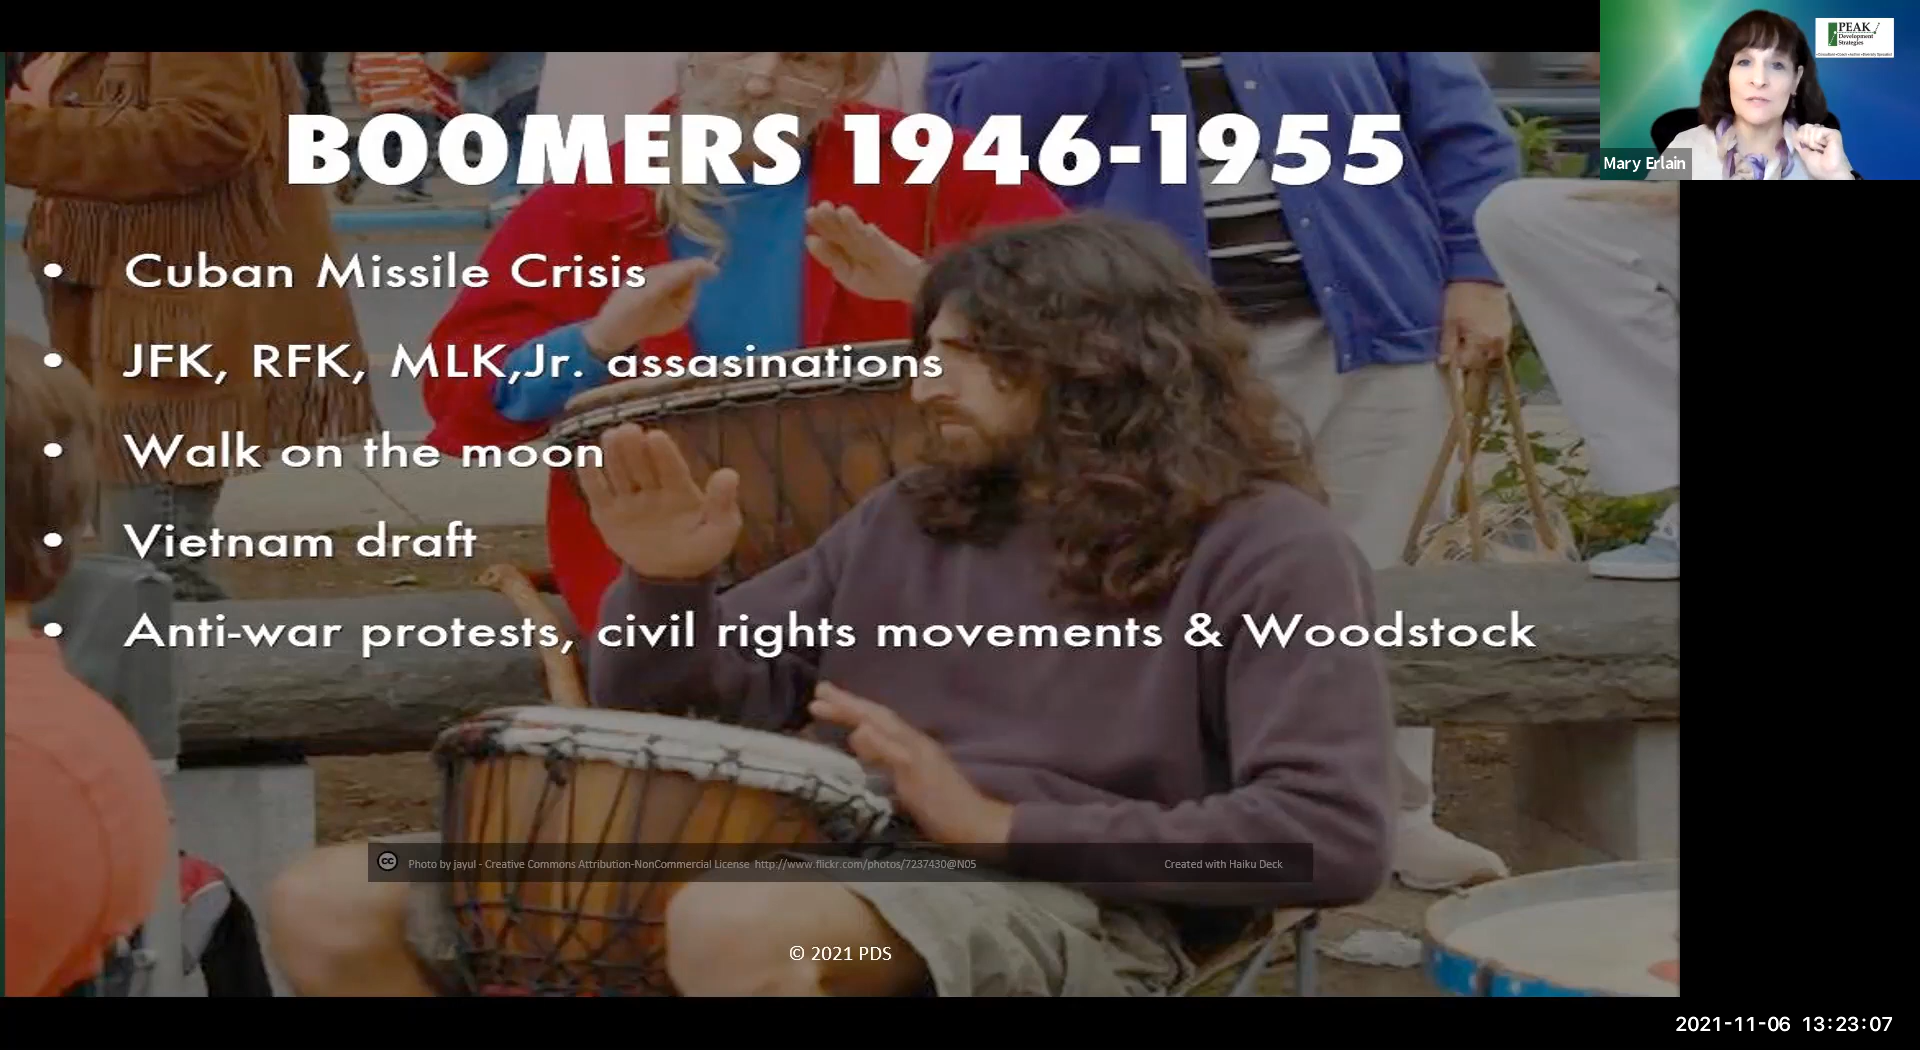 BOOMERS 1946-1955
• Cuban Missile Crisis
• JFK, RFK, MLK,Jr. assasinations
• Walk on the moon
• Vietnam draft
• Anti-war protests, civil rights movements & Woodstock
cc Photo by jayul - Creative Commons Attribution-NonCommercial License http://www.flickr.com/photos/7237430@N05 Created with Haiku Deck
© 2021 PDS
PEAK
Development
Strategies
Mary Erlain
2021-11-06 13:23:07